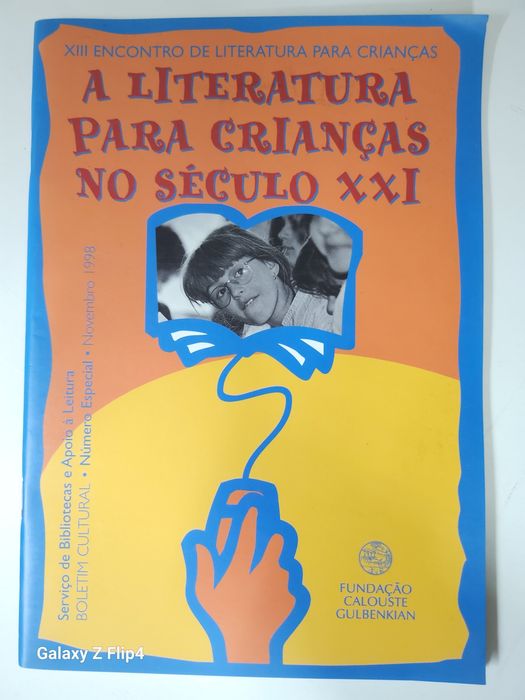 XIII ENCONTRO DE LITERATURA PARA CRIANÇAS
A LITERATURA
PARA CRIANÇAS
NO SÉCULO XXI
Serviço de Bibliotecas e Apoio à Leitura
BOLETIM CULTURAL • Número Especial • Novembro 1998
FUNDAÇÃO
CALOUSTE
GULBENKIAN
Galaxy Z Flip4